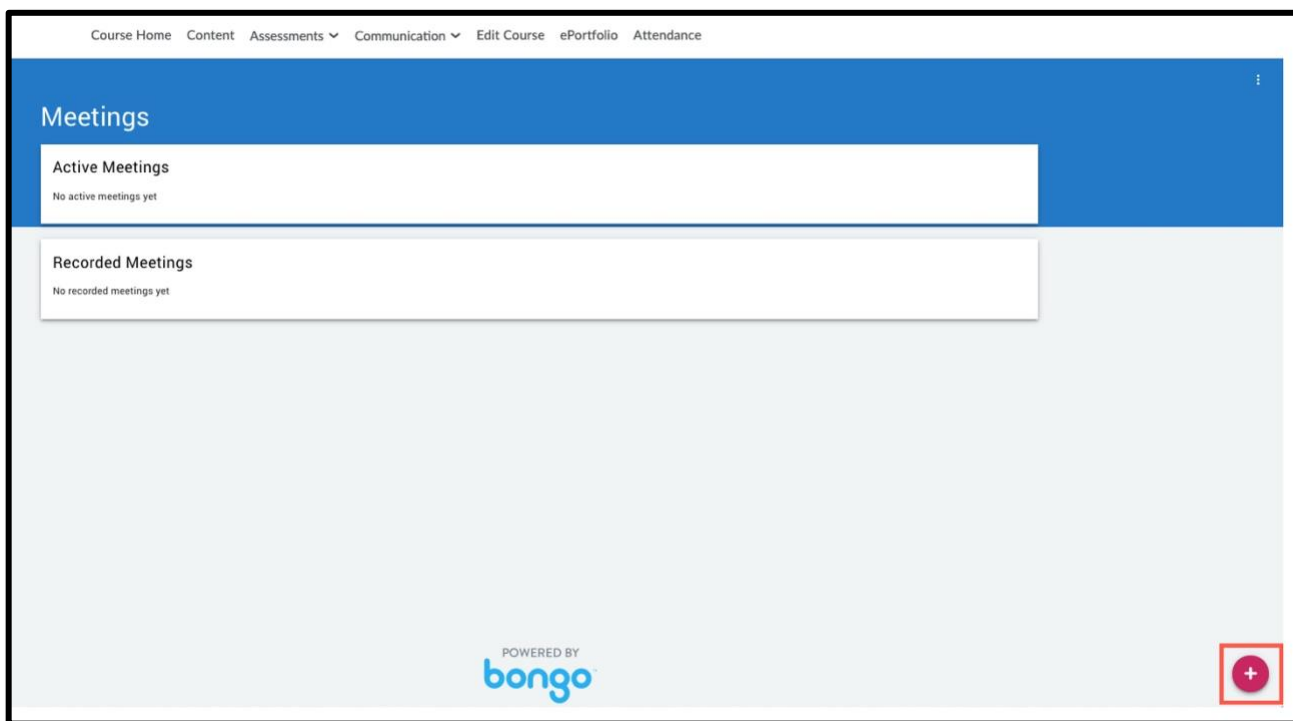 Course Home Content Assessments Communication Edit Course ePortfolio Attendance
Meetings
Active Meetings
No active meetings yet
Recorded Meetings
No recorded meetings yet
POWERED BY
bongo